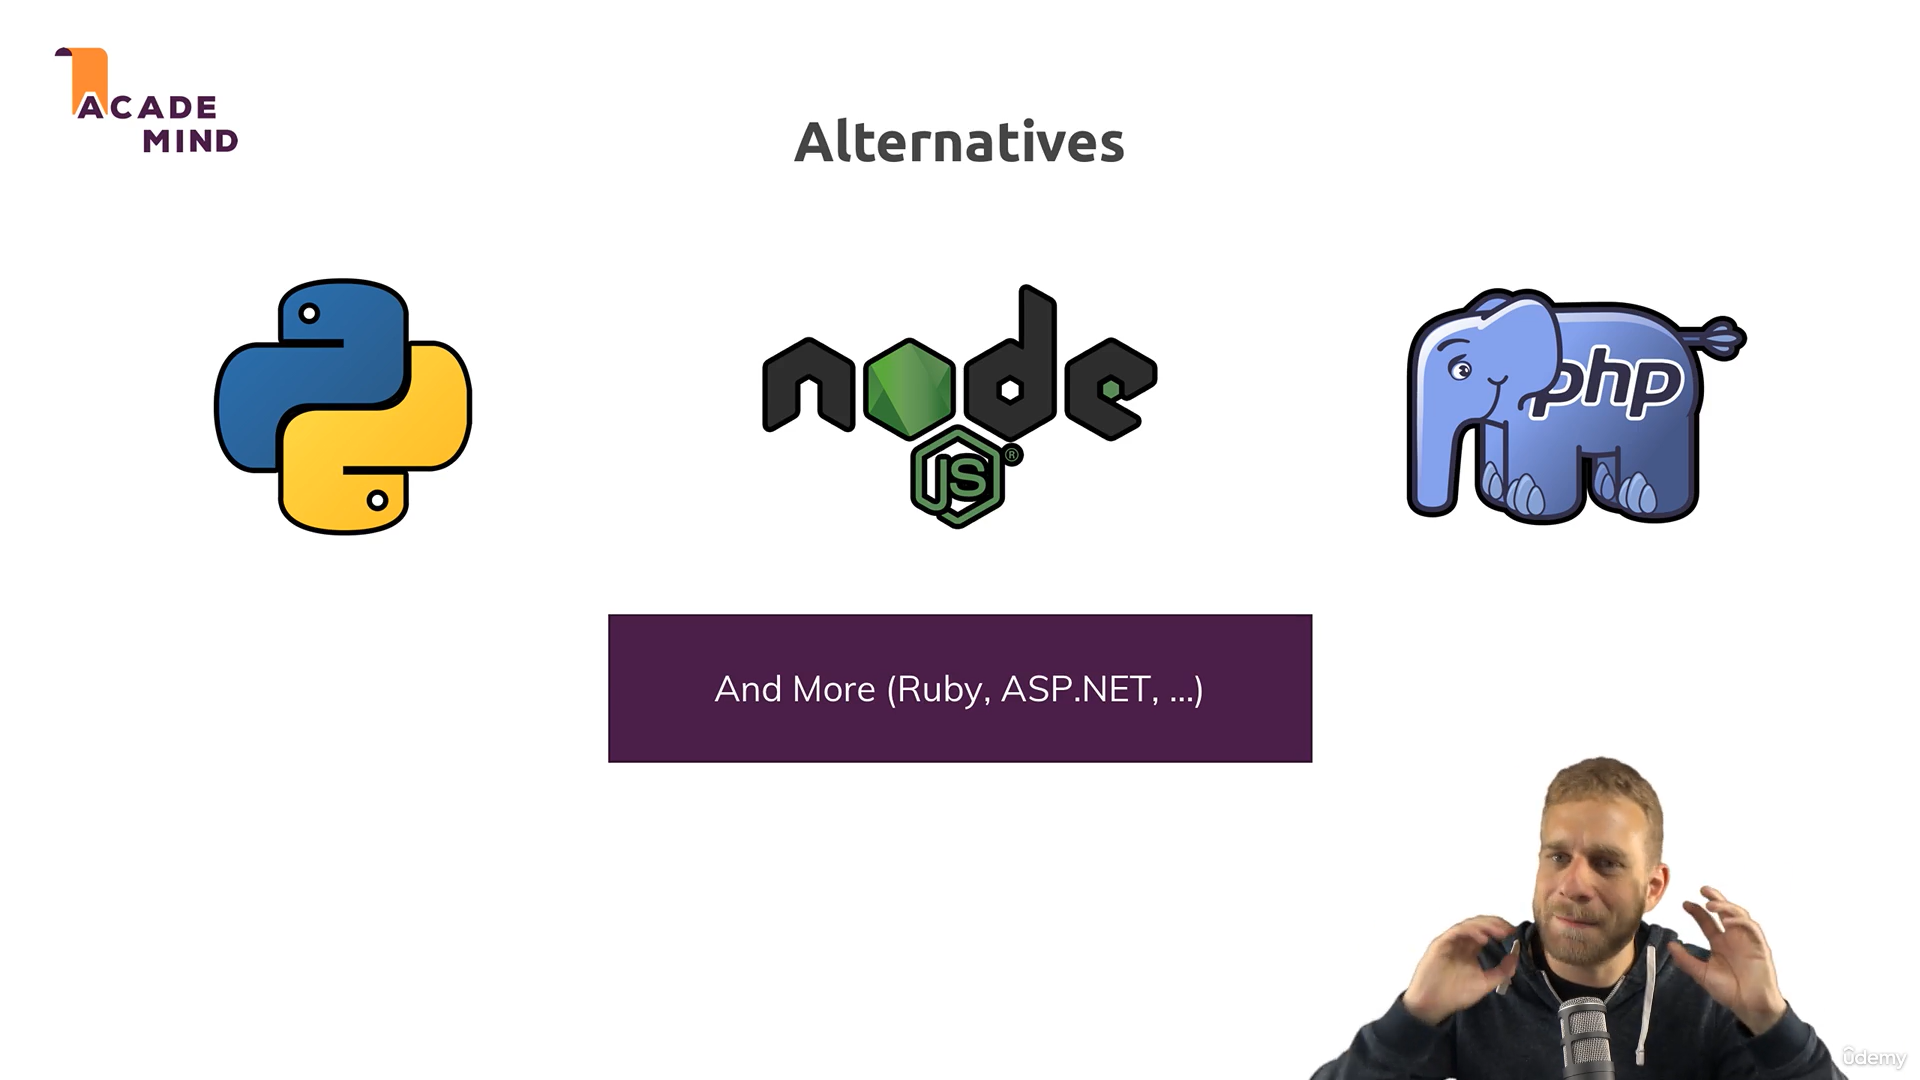 ACADE
MIND
Alternatives
node
JS ®
php
And More (Ruby, ASP.NET, ...)
ûdemy